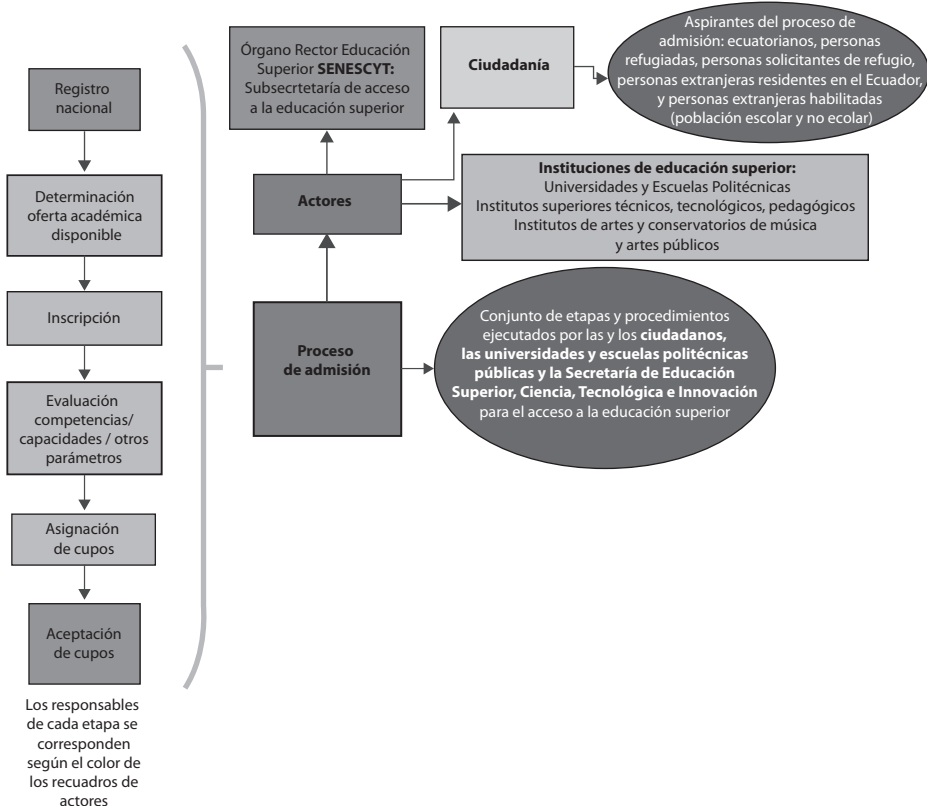 Registro
nacional
Determinación
oferta académica
disponible
Inscripción
Evaluación
competencias/
capacidades / otros
parámetros
Asignación
de cupos
Aceptación
de cupos
Los responsables
de cada etapa se
corresponden
según el color de
los recuadros de
actores
Órgano Rector Educación
Superior SENESCYT:
Subsecrtetaría de acceso
a la educación superior
Ciudadanía
Aspirantes del proceso de
admisión: ecuatorianos, personas
refugiadas, personas solicitantes de refugio,
personas extranjeras residentes en el Ecuador,
y personas extranjeras habilitadas
(población escolar y no ecolar)
Actores
Instituciones de educación superior:
Universidades y Escuelas Politécnicas
Institutos superiores técnicos, tecnológicos, pedagógicos
Institutos de artes y conservatorios de música
y artes públicos
Proceso
de admisión
Conjunto de etapas y procedimientos
ejecutados por las y los ciudadanos,
las universidades y escuelas politécnicas
públicas y la Secretaría de Educación
Superior, Ciencia, Tecnológica e Innovación
para el acceso a la educación superior